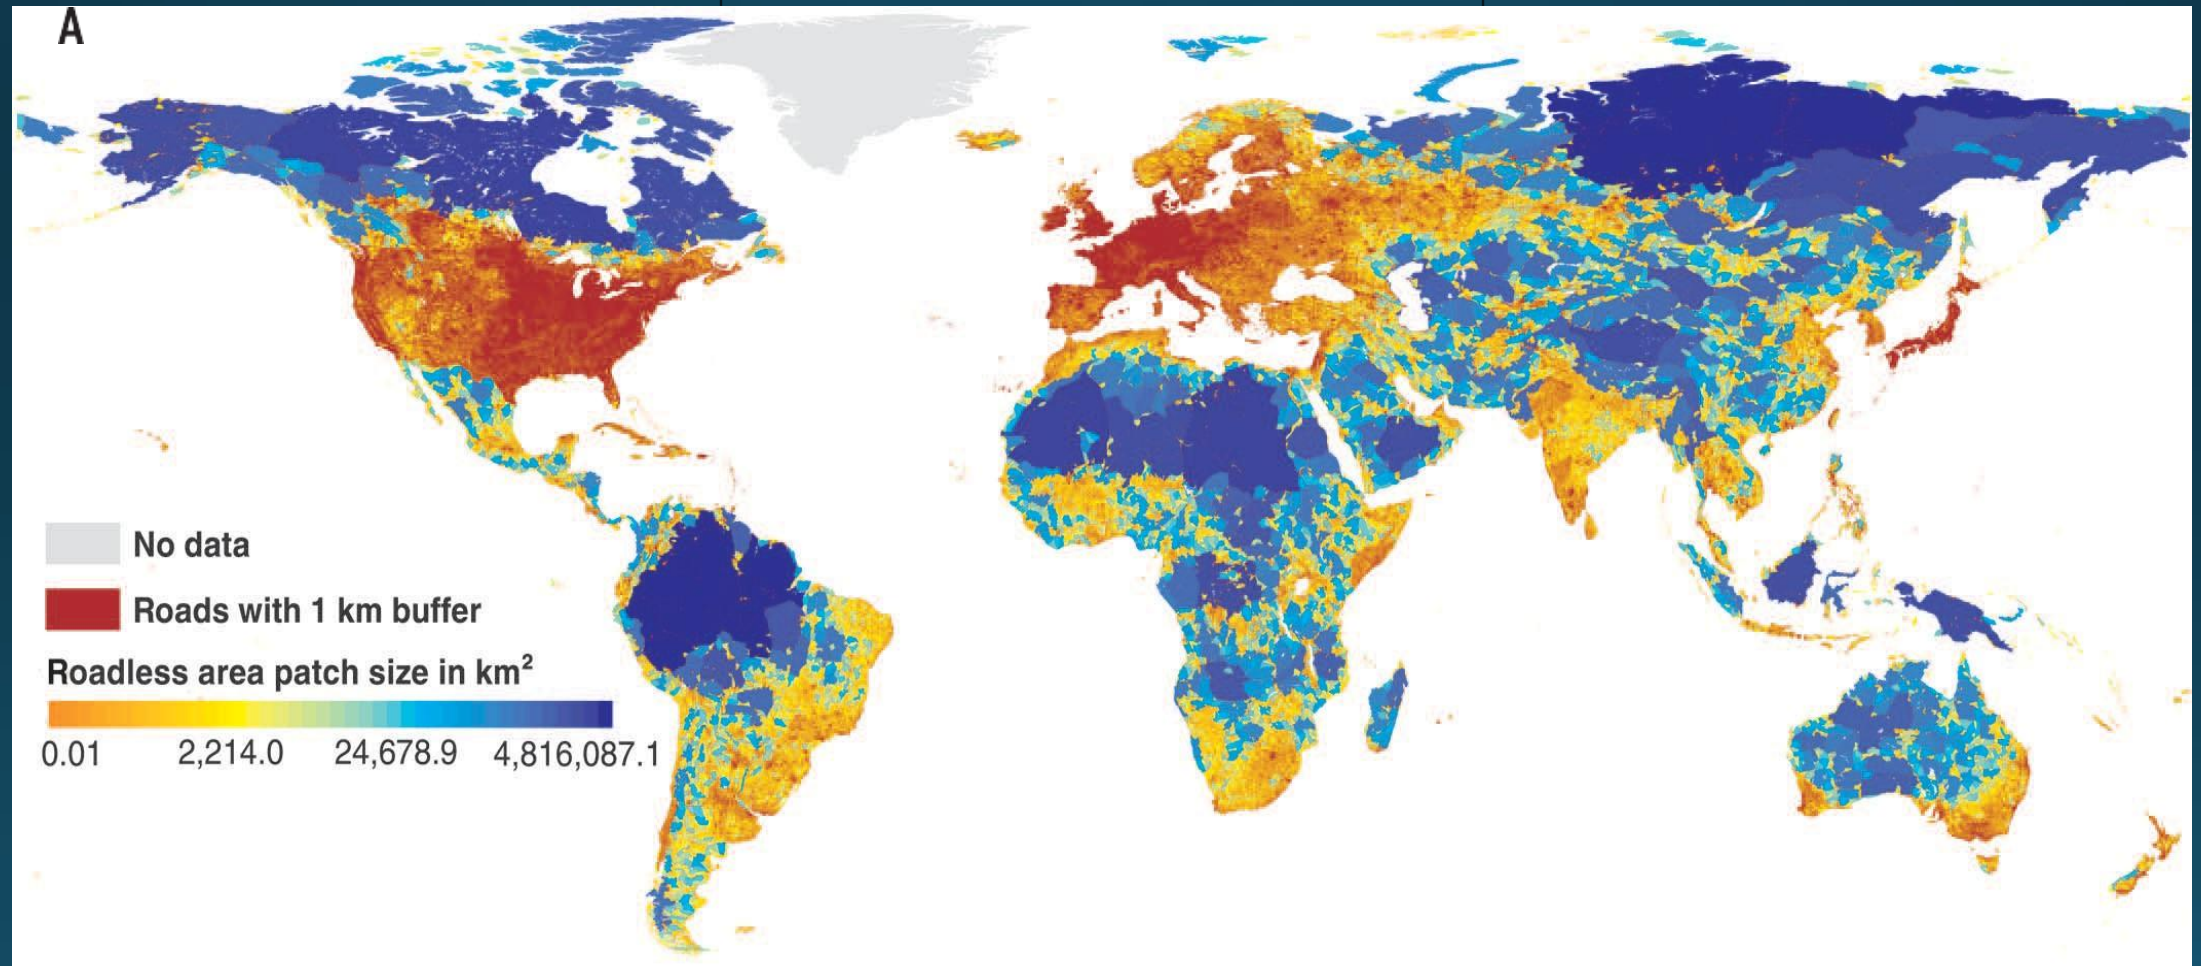 A
No data
Roads with 1 km buffer
Roadless area patch size in km²
0.01 2,214.0 24,678.9 4,816,087.1